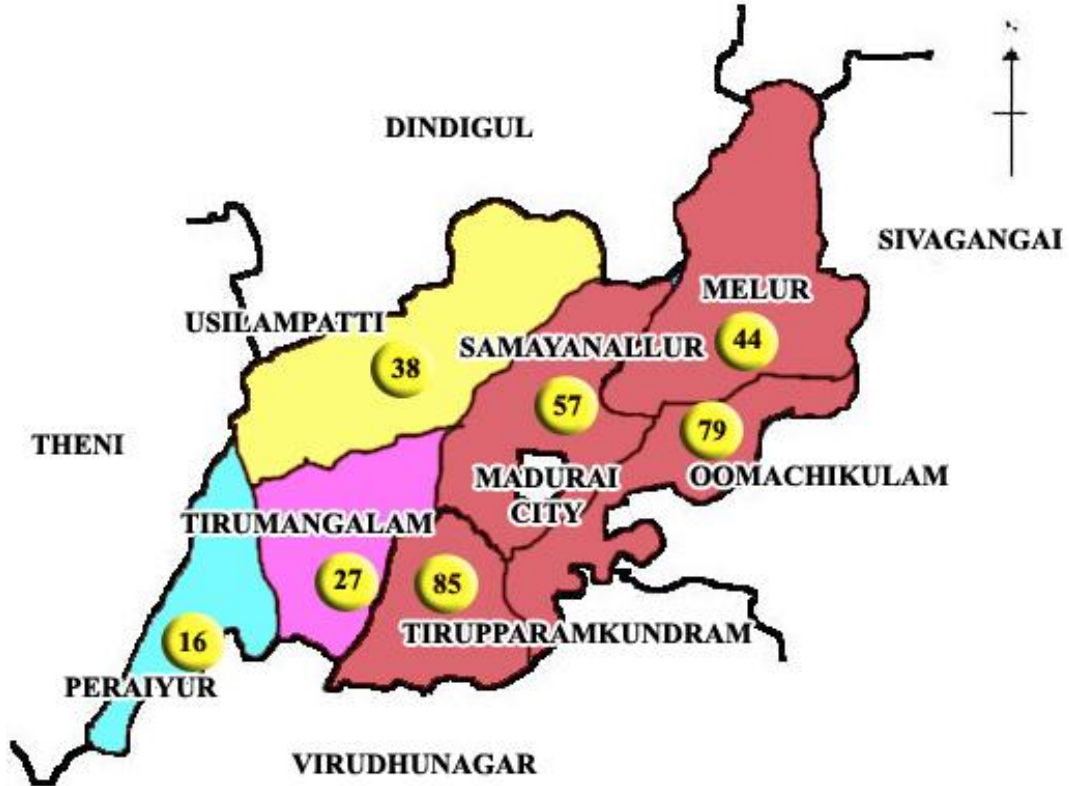 N
DINDIGUL
SIVAGANGAI
MELUR
44
USILAMPATTI
38
SAMAYANALLUR
57
79
THENI
OOMACHIKULAM
MADURAI
CITY
TIRUMANGALAM
27
85
TIRUPPARAMKUNDRAM
16
PERAIYUR
VIRUDHUNAGAR